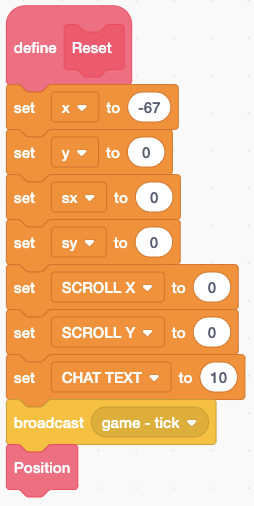 define Reset
set x to -67
set y to 0
set sx to 0
set sy to 0
set SCROLL X to 0
set SCROLL Y to 0
set CHAT TEXT to 10
broadcast game - tick
Position